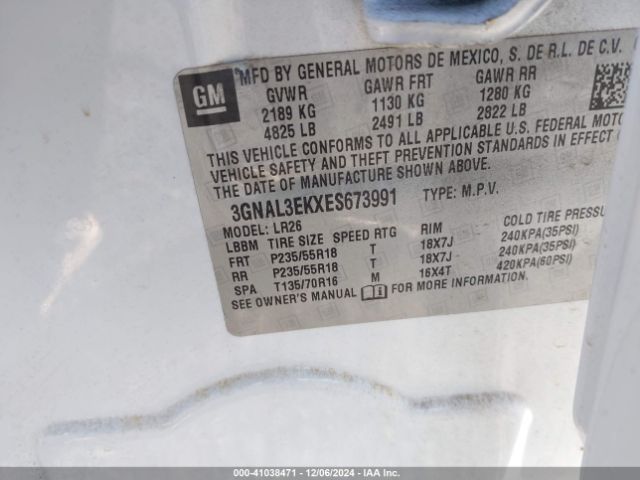 GM
MFD BY GENERAL MOTORS DE MEXICO, S. DE R.L. DE C.V.
GVWR GAWR FRT GAWR RR
2189 KG 1130 KG 1280 KG
4825 LB 2491 LB 2822 LB
THIS VEHICLE CONFORMS TO ALL APPLICABLE U.S. FEDERAL MOTO
VEHICLE SAFETY AND THEFT PREVENTION STANDARDS IN EFFECT
THE DATE OF MANUFACTURE SHOWN ABOVE.
3GNAL3EKXES673991 TYPE: M.P.V.
MODEL: LR26
LBBM TIRE SIZE SPEED RTG RIM COLD TIRE PRESSU
FRT P235/55R18 T 18X7J 240KPA(35PSI)
RR P235/55R18 T 18X7J 240KPA(35PSI)
SPA T135/70R16 M 16X4T 420KPA(60PSI)
SEE OWNER'S MANUAL FOR MORE INFORMATION.
000-41038471 - 12/06/2024 - IAA Inc.